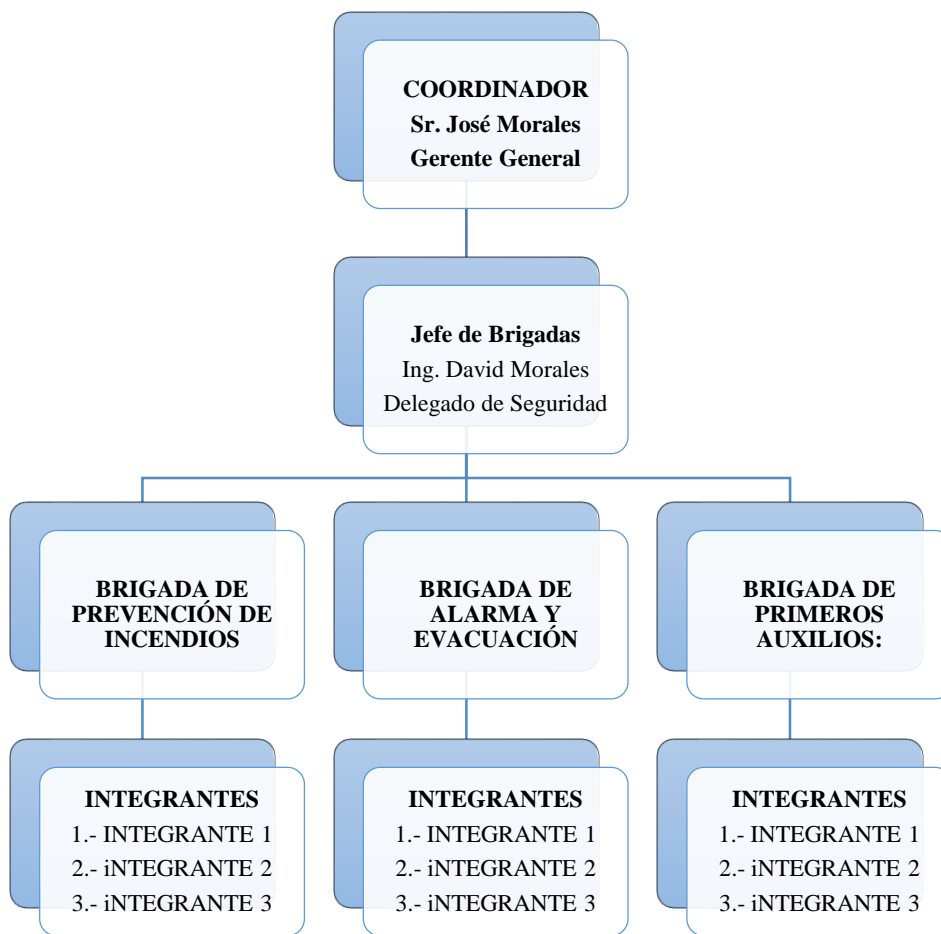 COORDINADOR
Sr. José Morales
Gerente General
Jefe de Brigadas
Ing. David Morales
Delegado de Seguridad
BRIGADA DE
PREVENCIÓN DE
INCENDIOS
BRIGADA DE
ALARMA Y
EVACUACIÓN
BRIGADA DE
PRIMEROS
AUXILIOS:
INTEGRANTES
1.- INTEGRANTE 1
2.- iNTEGRANTE 2
3.- iNTEGRANTE 3
INTEGRANTES
1.- INTEGRANTE 1
2.- iNTEGRANTE 2
3.- iNTEGRANTE 3
INTEGRANTES
1.- INTEGRANTE 1
2.- iNTEGRANTE 2
3.- iNTEGRANTE 3